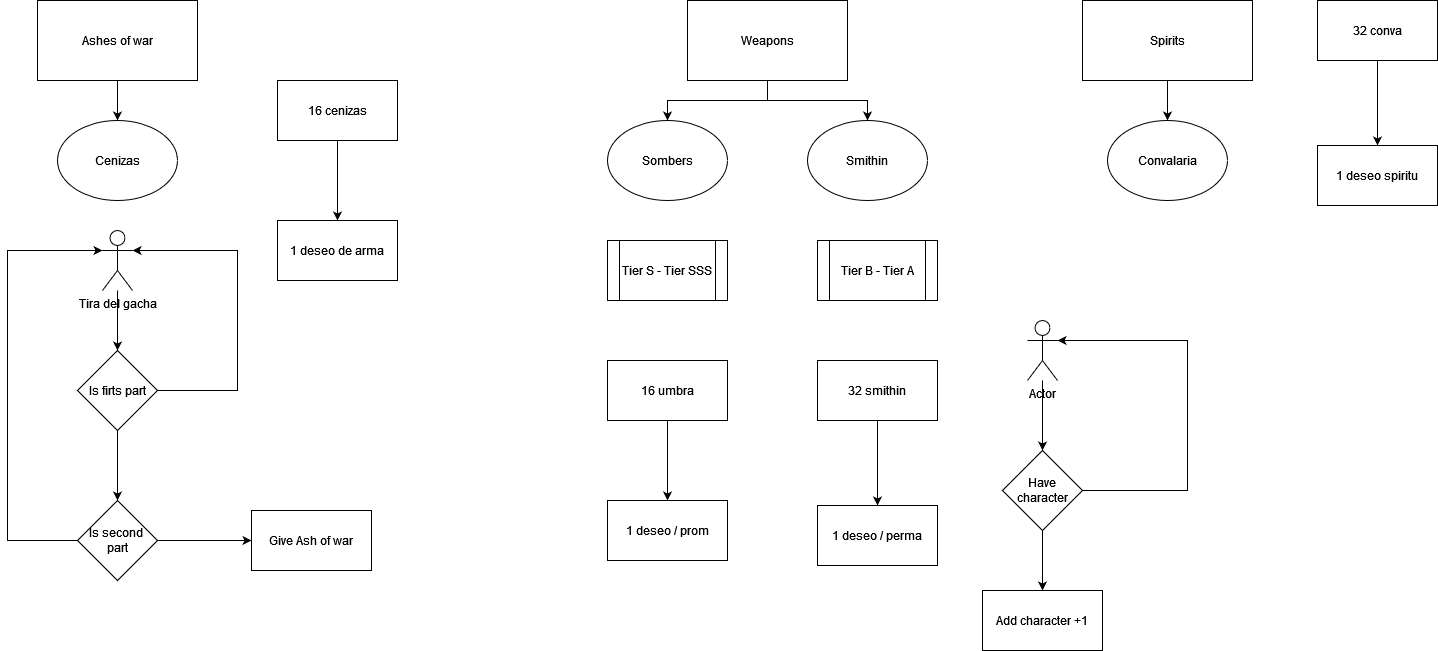 Ashes of war
Cenizas
16 cenizas
1 deseo de arma
Tira del gacha
Is firts part
Is second
part
Give Ash of war
Weapons
Sombers
Smithin
Tier S - Tier SSS
Tier B - Tier A
16 umbra
32 smithin
1 deseo / prom
1 deseo / perma
Spirits
Convalaria
32 conva
1 deseo spiritu
Actor
Have
character
Add character +1